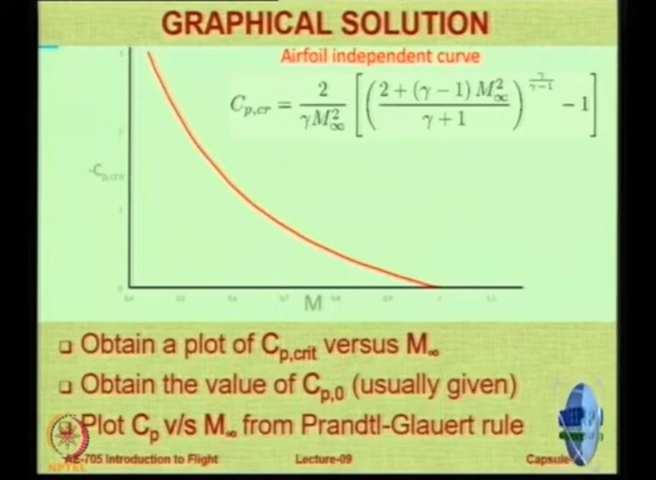 GRAPHICAL SOLUTION
Airfoil independent curve
C_{p,cr} = \frac{2}{\gamma M_\infty^2} \left[ \left( \frac{2 + (\gamma - 1) M_\infty^2}{\gamma + 1} \right)^{\frac{\gamma}{\gamma - 1}} - 1 \right]
M
Obtain a plot of C_{p,crit} versus M_∞
Obtain the value of C_{p,0} (usually given)
Plot C_p v/s M_∞ from Prandtl-Glauert rule
AE-705 Introduction to Flight Lecture-09 Capsule-
NPTEL